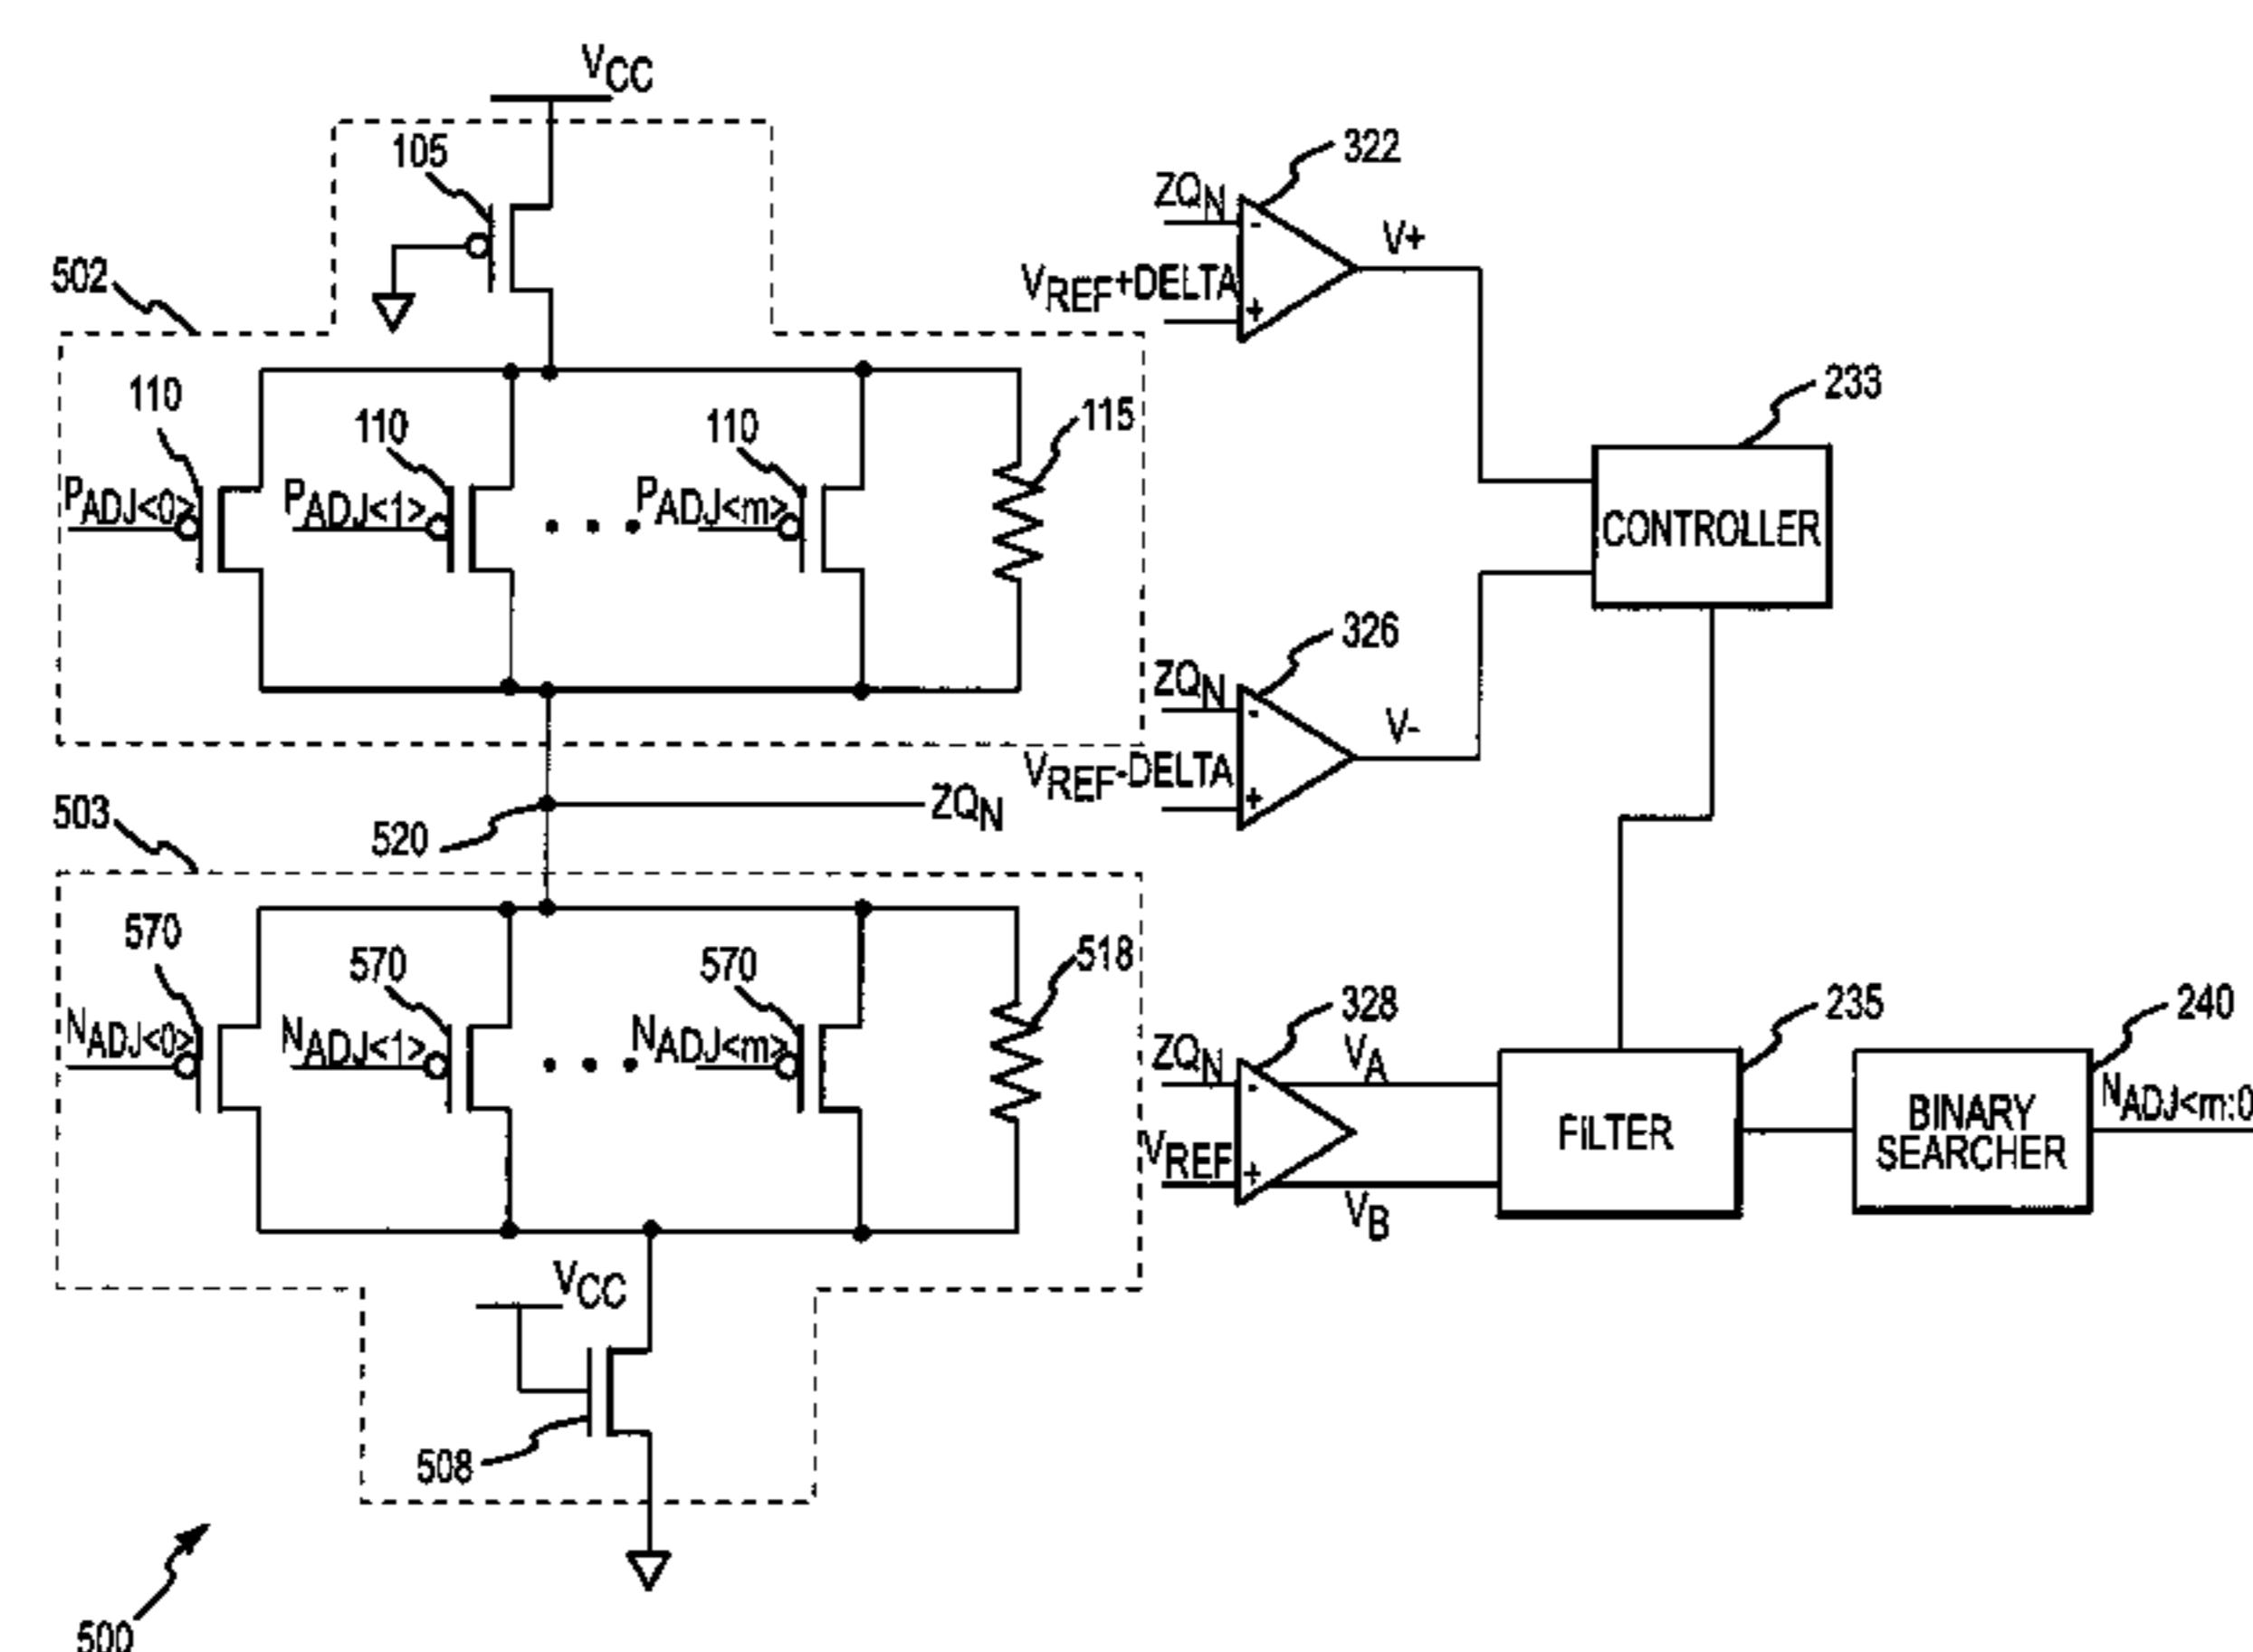 VCC
105
322
ZQN
-
V+
502
VREF+DELTA
+
233
110
110
110
115
PADJ<0>
PADJ<1>
• • •
PADJ<m>
CONTROLLER
326
ZQN
-
V-
VREF-DELTA
+
503
520
ZQN
570
570
570
518
328
235
240
NADJ<0>
NADJ<1>
• • •
NADJ<m>
ZQN
-
VA
NADJ<m:0
FILTER
BINARY
SEARCHER
VREF
+
VB
VCC
508
500